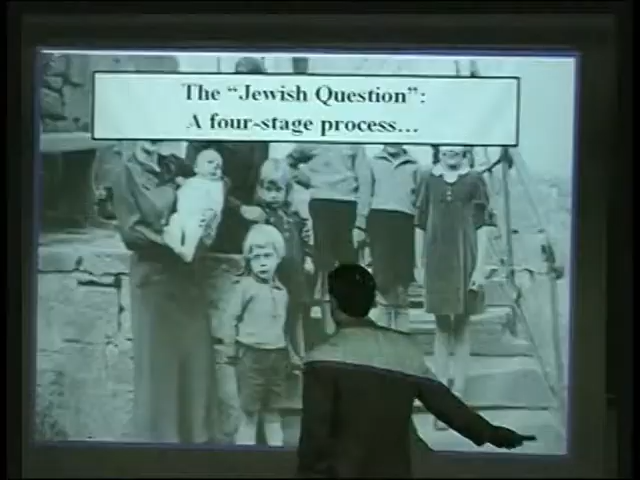 The “Jewish Question”:
A four-stage process...